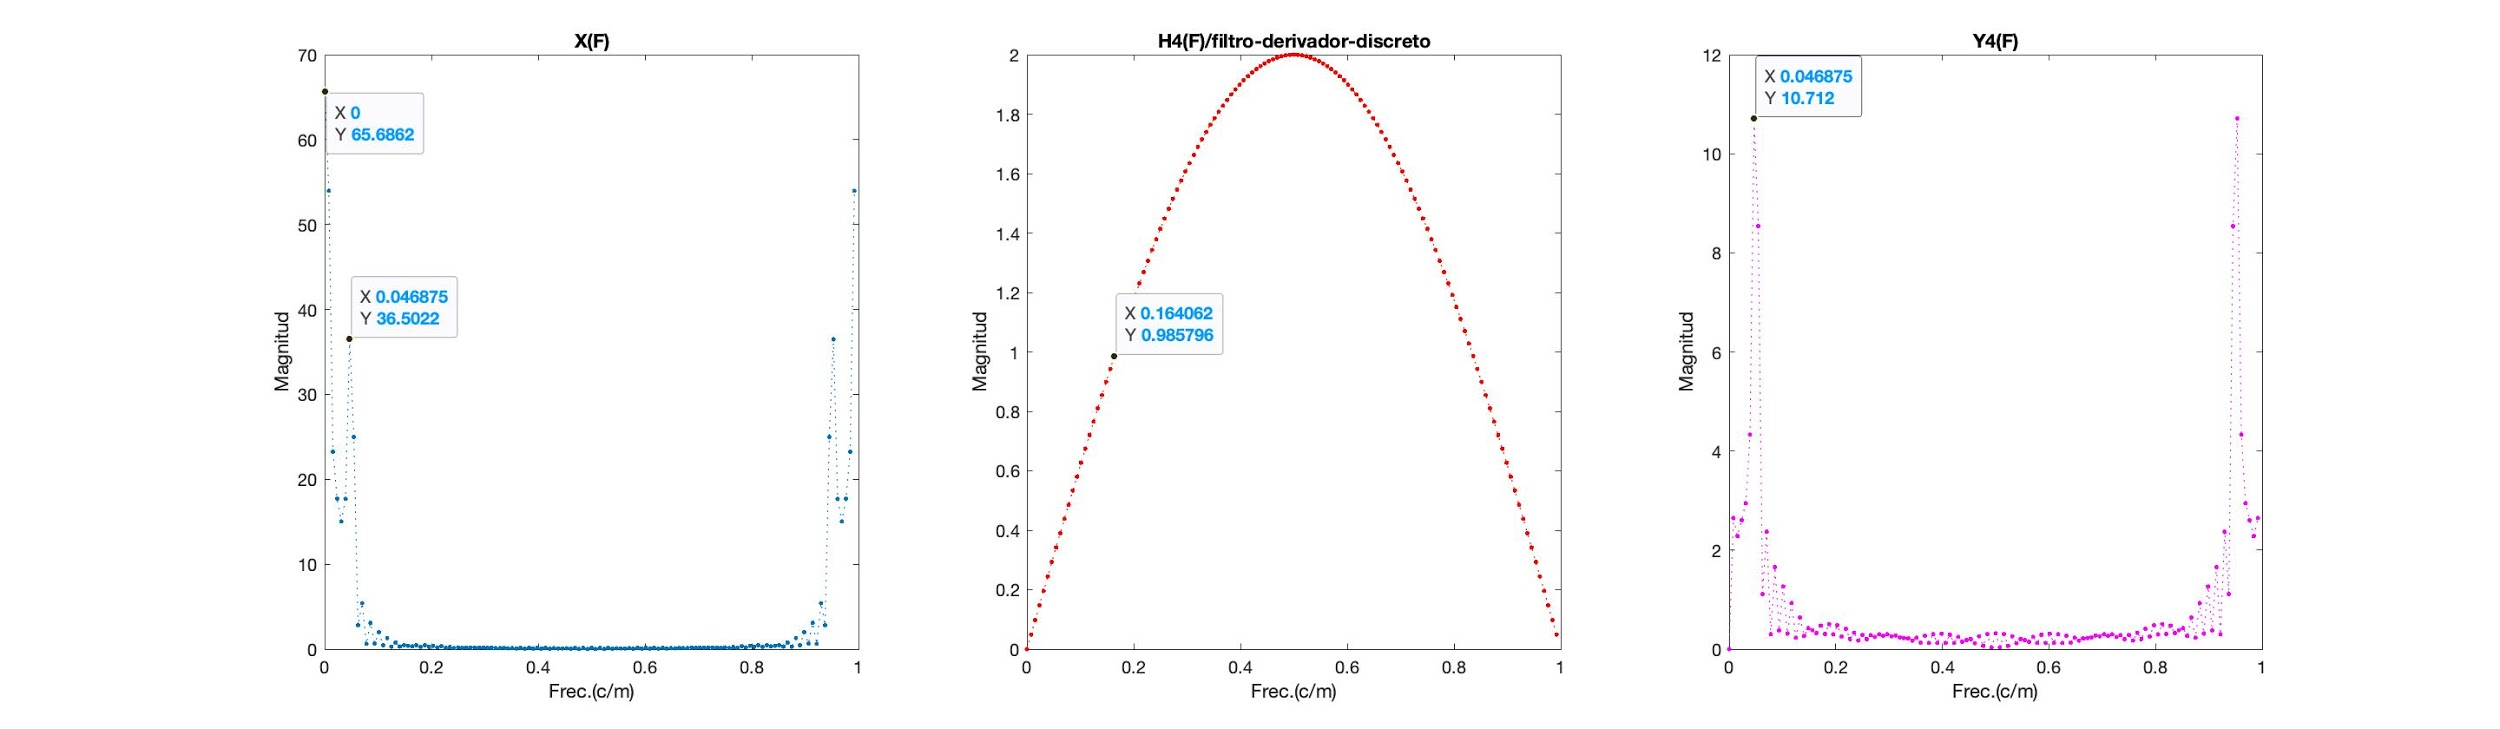 X(F)
70
60
50
40
30
20
10
0
Magnitud
X 0
Y 65.6862
X 0.046875
Y 36.5022
0 0.2 0.4 0.6 0.8 1
Frec.(c/m)
H4(F)/filtro-derivador-discreto
2
1.8
1.6
1.4
1.2
1
0.8
0.6
0.4
0.2
0
Magnitud
X 0.164062
Y 0.985796
0 0.2 0.4 0.6 0.8 1
Frec.(c/m)
Y4(F)
12
10
8
6
4
2
0
Magnitud
X 0.046875
Y 10.712
0 0.2 0.4 0.6 0.8 1
Frec.(c/m)